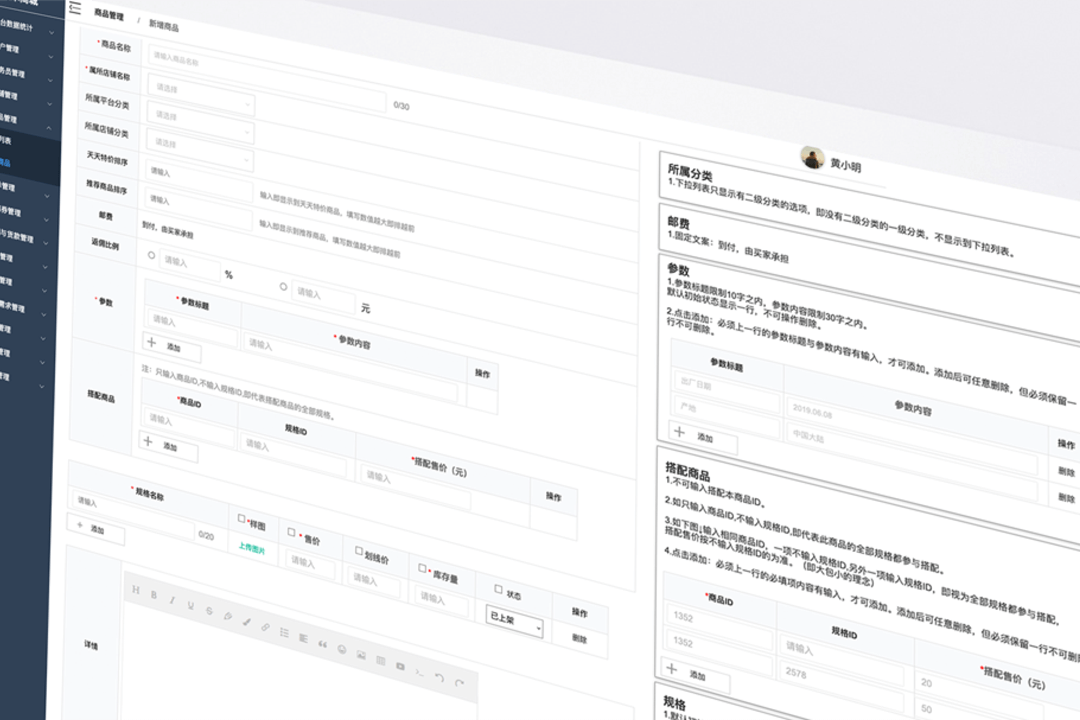 商品管理 / 新增商品
台数据统计
户管理
务员管理
铺管理
品管理
列表
商品
券管理
与货款管理
管理
管理
需求管理
管理
管理
管理
*商品名称
请输入商品名称
0/30
*属所店铺名称
请选择
所属平台分类
请选择
所属店铺分类
请选择
天天特价排序
请输入
输入即显示到天天特价商品，填写数值越大即排越前
推荐商品排序
请输入
输入即显示到推荐商品，填写数值越大即排越前
邮费
到付，由买家承担
返佣比例
请输入
%
请输入
元
*参数
*参数标题
*参数内容
操作
请输入
请输入
添加
搭配商品
注：只输入商品ID,不输入规格ID,即代表搭配商品的全部规格。
*商品ID
规格ID
*搭配售价（元）
操作
请输入
请输入
请输入
添加
*规格名称
*样图
*售价
划线价
*库存量
状态
操作
请输入
0/20
上传图片
请输入
请输入
请输入
已上架
删除
添加
详情
H B I U S
黄小明
所属分类
1.下拉列表只显示有二级分类的选项，即没有二级分类的一级分类，不显示到下拉列表。
邮费
1.固定文案：到付，由买家承担
参数
1.参数标题限制10字之内，参数内容限制30字之内。
默认初始状态显示一行，不可操作删除。
2.点击添加：必须上一行的参数标题与参数内容有输入，才可添加。添加后可任意删除，但必须保留一
行不可删除。
参数标题
参数内容
操作
出厂日期
2019.06.08
删除
产地
中国大陆
删除
添加
搭配商品
1.不可输入搭配本商品ID。
2.如只输入商品ID,不输入规格ID,即代表此商品的全部规格都参与搭配。
3.如下图↓输入相同商品ID，一项不输入规格ID,另外一项输入规格ID，即视为全部规格都参与搭配，
搭配售价按不输入规格ID的为准。（即大包小的理念）
4.点击添加：必须上一行的必填项内容有输入，才可添加。添加后可任意删除，但必须保留一行不可删
*商品ID
规格ID
*搭配售价（元）
1352
请输入
20
1352
2578
50
添加
规格